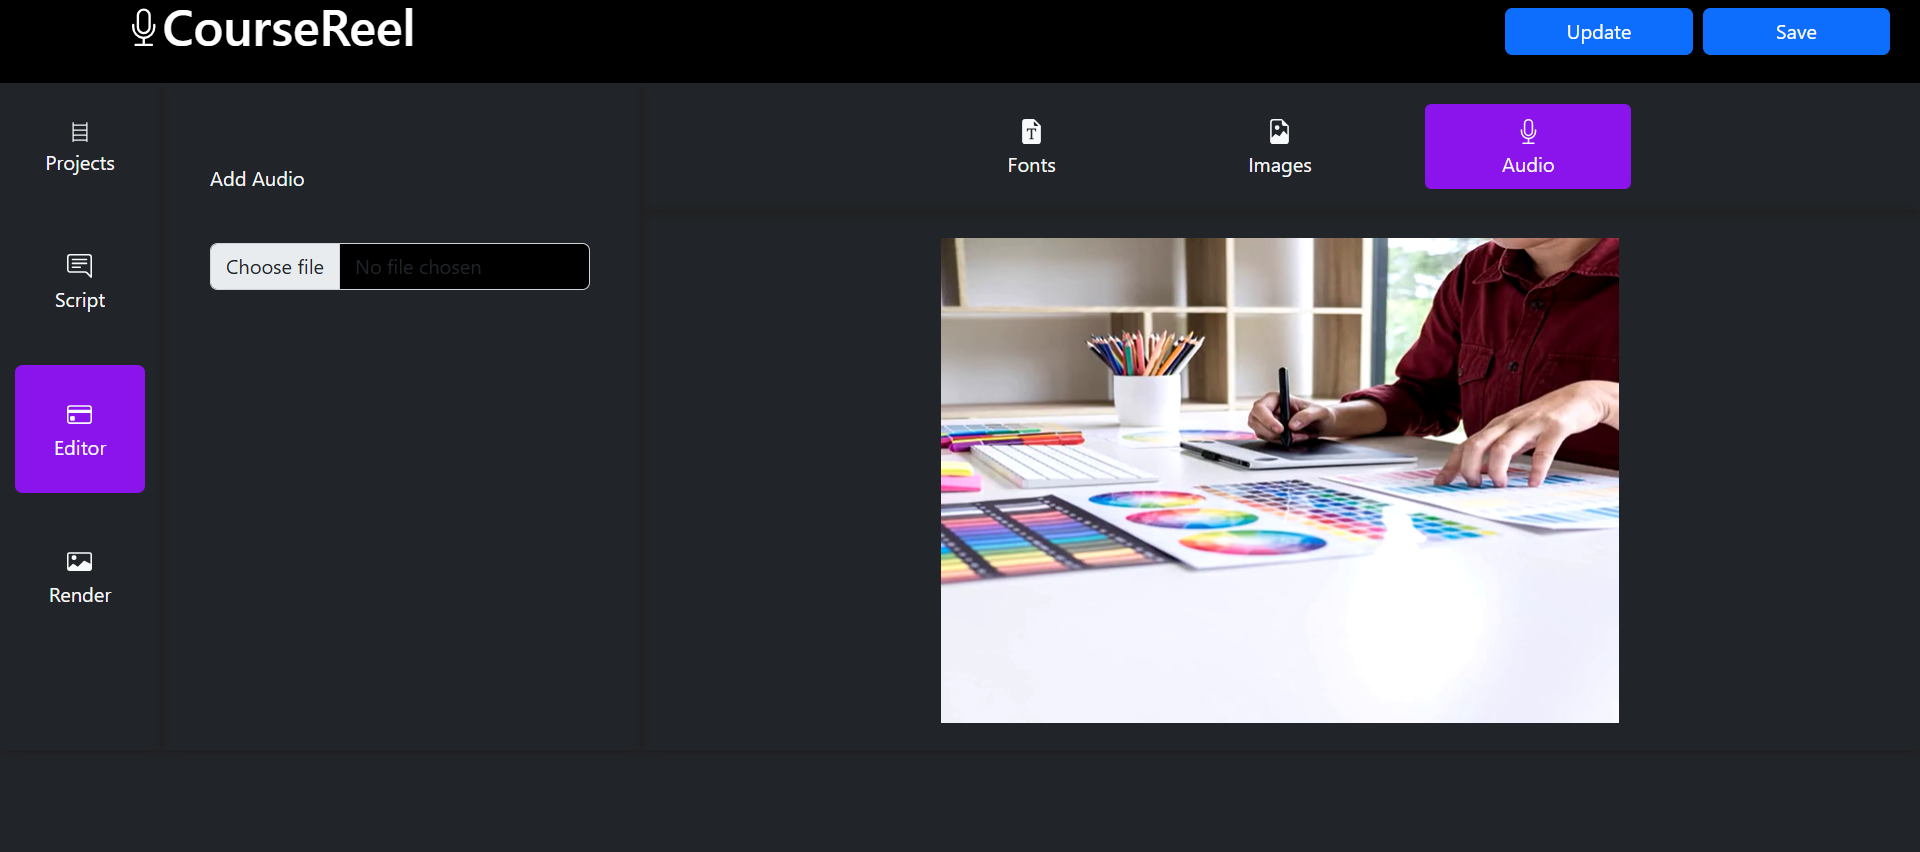 CourseReel
Update
Save
Projects
Script
Editor
Render
Add Audio
Choose file
No file chosen
Fonts
Images
Audio